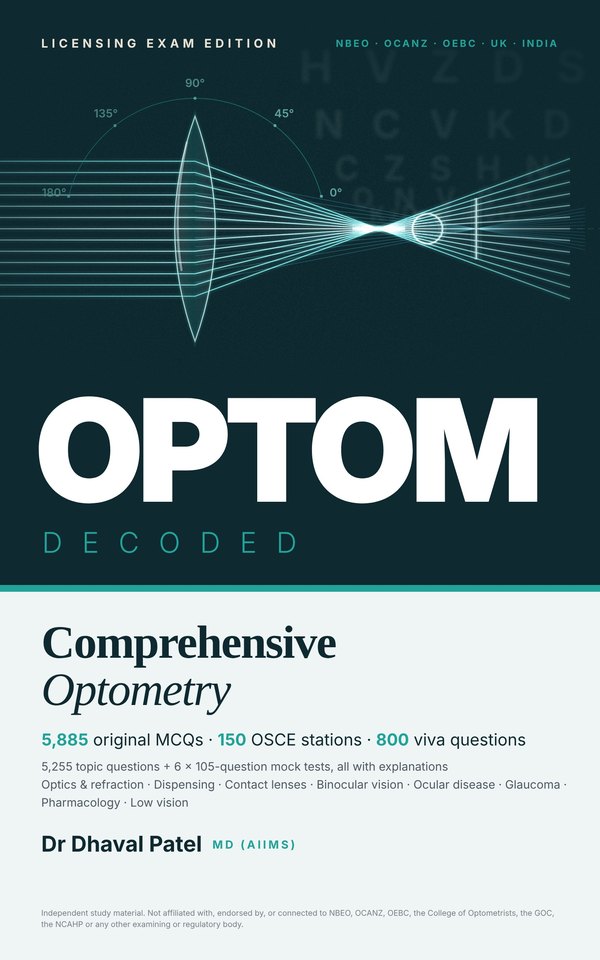 LICENSING EXAM EDITION
NBEO · OCANZ · OEBC · UK · INDIA
H V Z D S
N C V K D
C Z S H N
90°
135°
45°
180°
0°
OPTOM
DECODED
Comprehensive
Optometry
5,885 original MCQs · 150 OSCE stations · 800 viva questions
5,255 topic questions + 6 × 105-question mock tests, all with explanations
Optics & refraction · Dispensing · Contact lenses · Binocular vision · Ocular disease · Glaucoma ·
Pharmacology · Low vision
Dr Dhaval Patel MD (AIIMS)
Independent study material. Not affiliated with, endorsed by, or connected to NBEO, OCANZ, OEBC, the College of Optometrists, the GOC,
the NCAHP or any other examining or regulatory body.